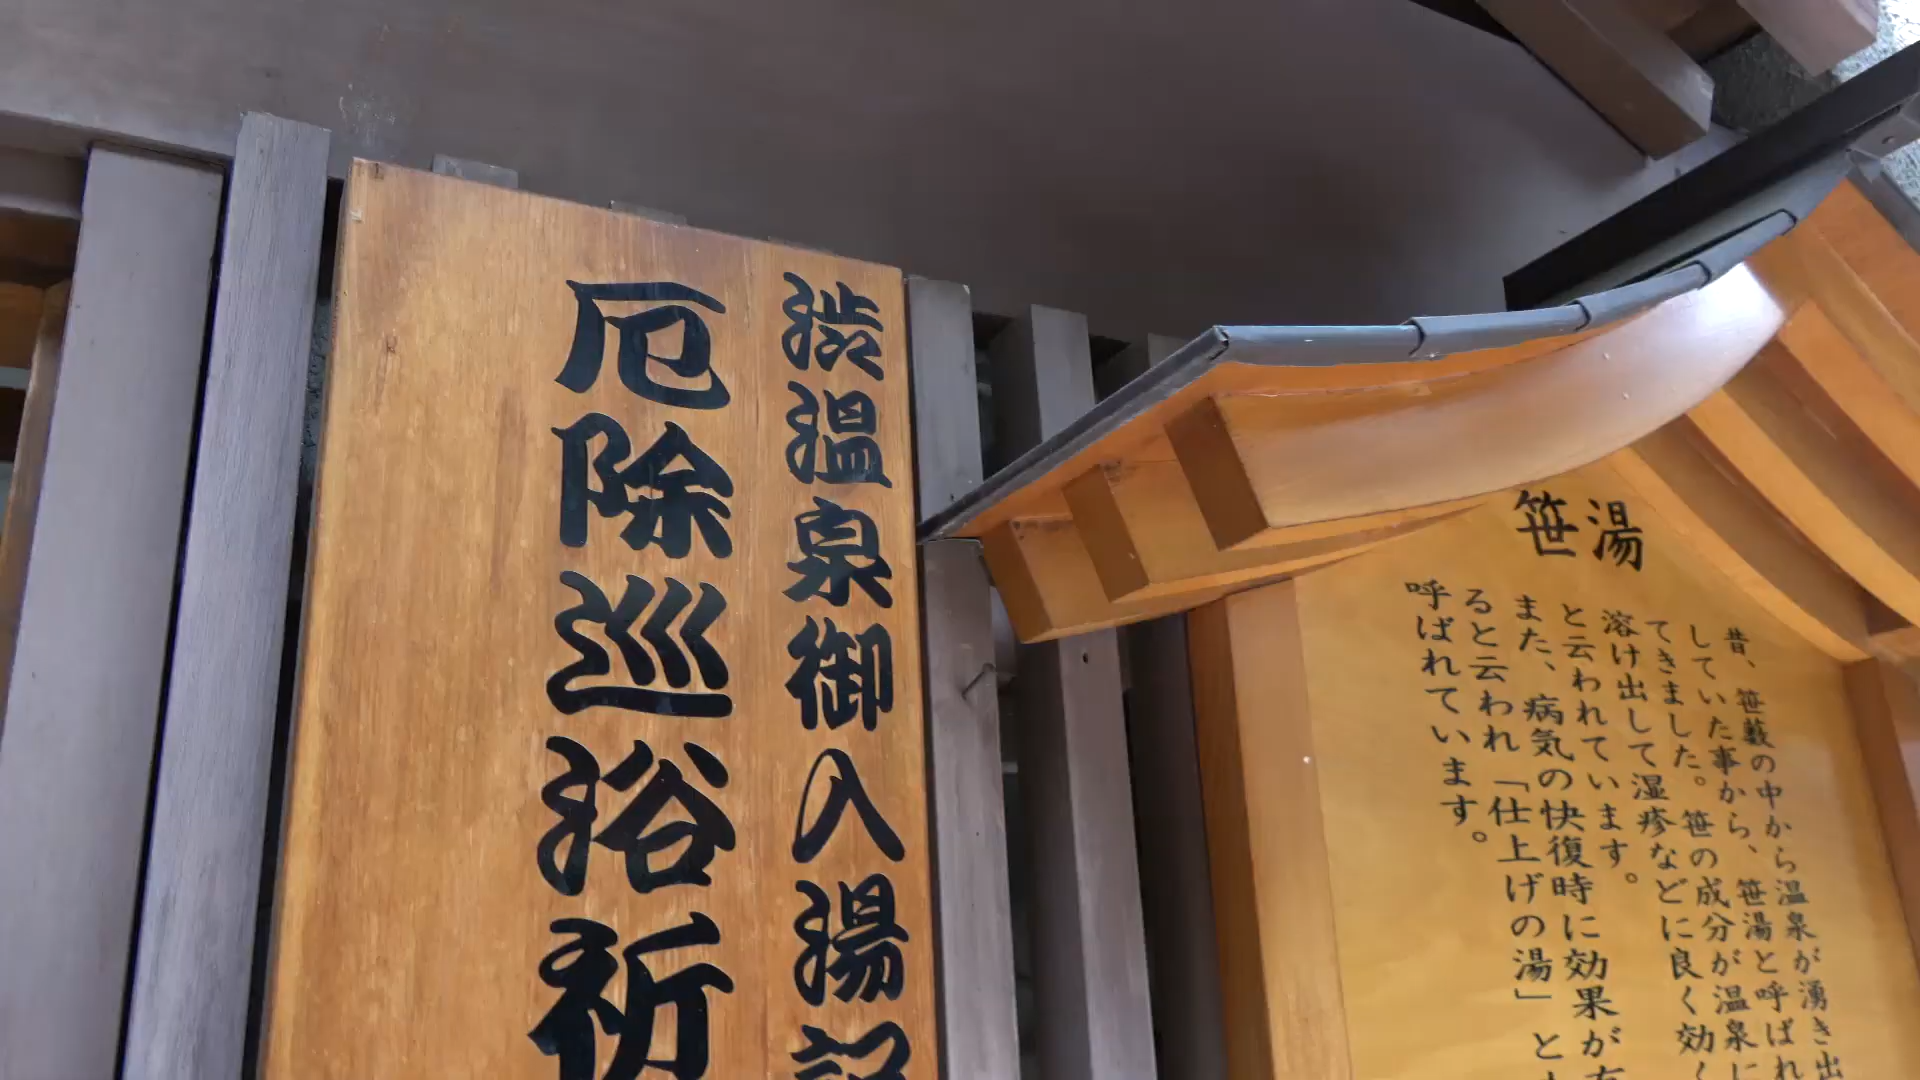 渋温泉御入湯記
厄除巡浴祈
笹湯
昔、笹藪の中から温泉が湧き出
していた事から、笹湯と呼ばれ
てきました。笹の成分が温泉に
溶け出して湿疹などに良く効く
と云われています。
また、病気の快復時に効果が有
ると云われ「仕上げの湯」と
呼ばれています。